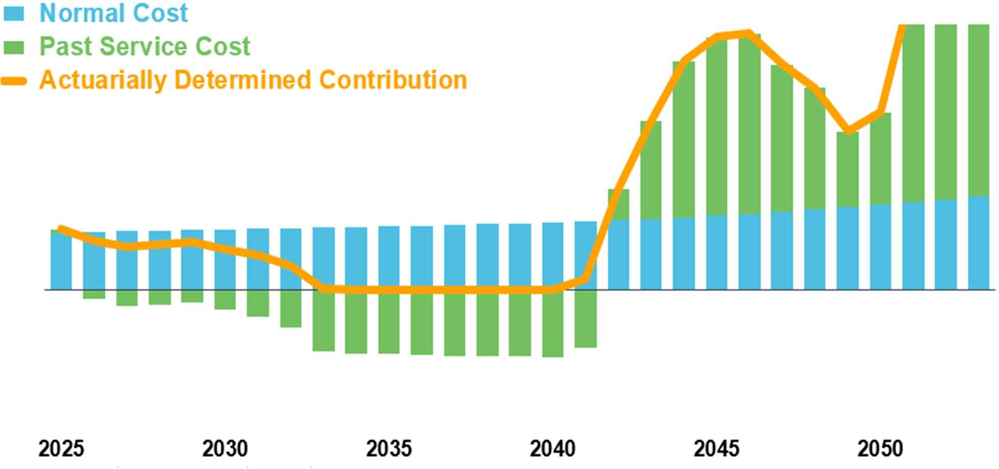 Normal Cost
Past Service Cost
Actuarially Determined Contribution
2025 2030 2035 2040 2045 2050